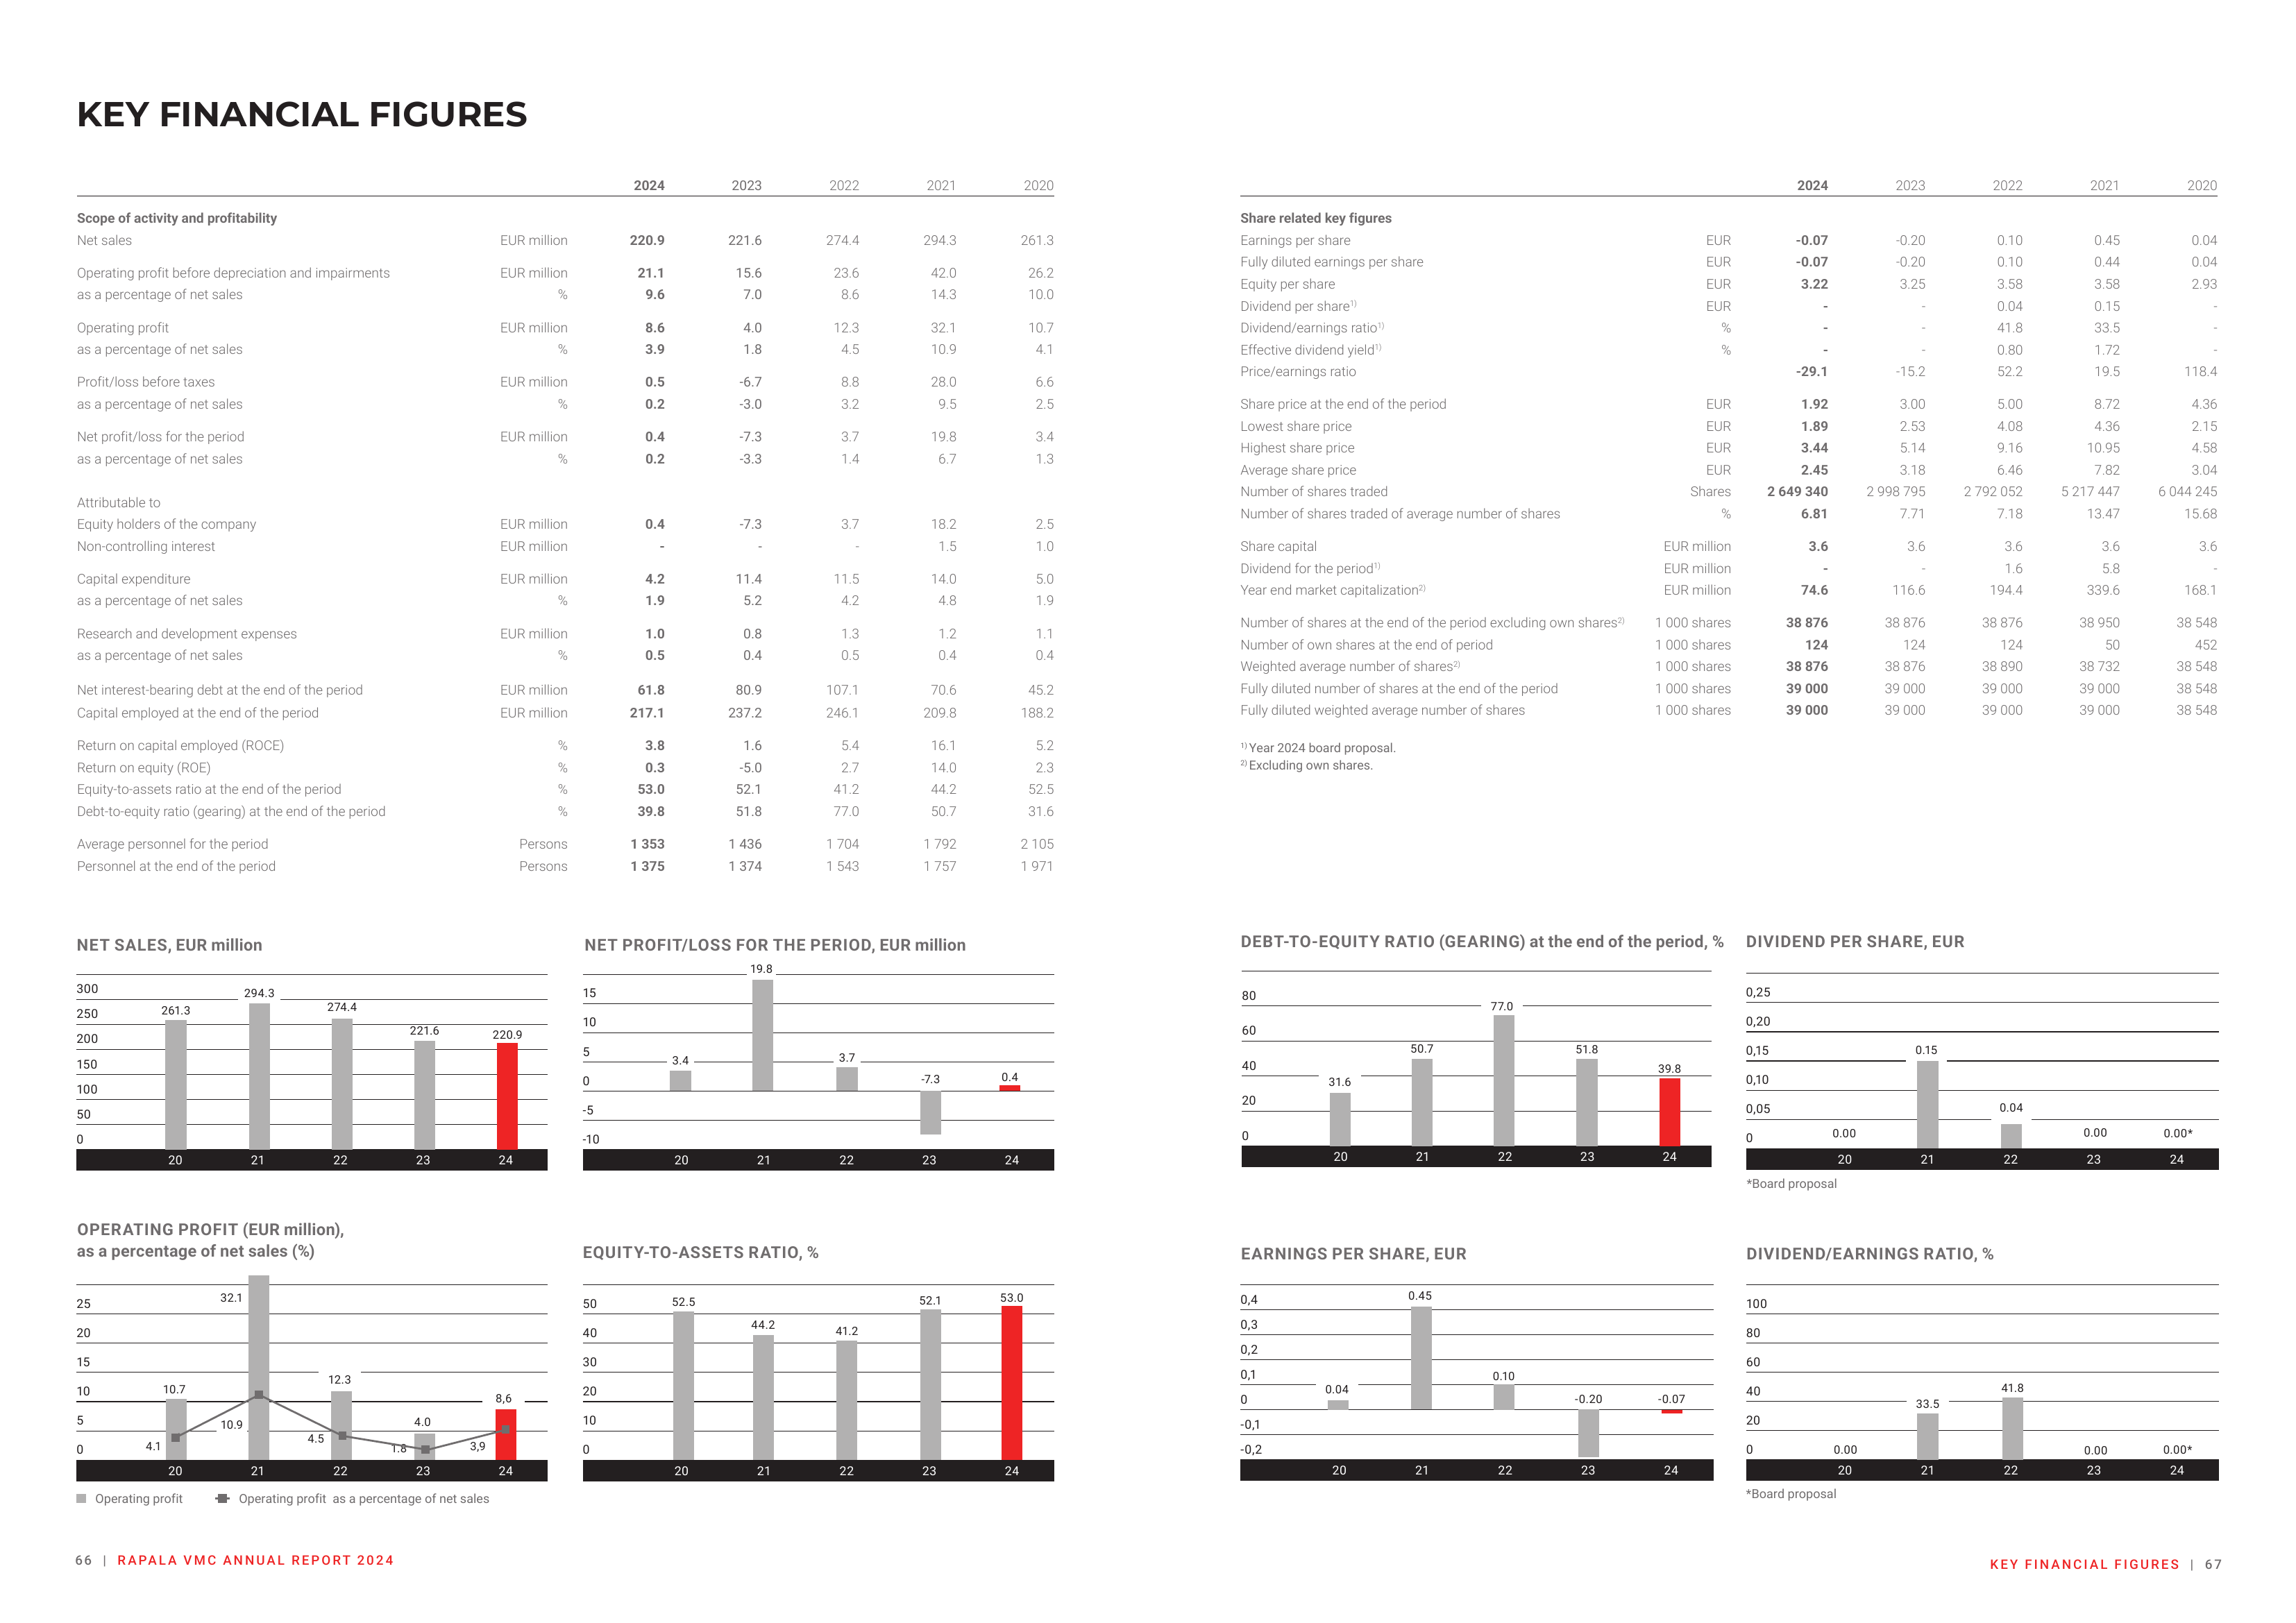 KEY FINANCIAL FIGURES
2024 2023 2022 2021 2020
Scope of activity and profitability
Net sales EUR million 220.9 221.6 274.4 294.3 261.3
Operating profit before depreciation and impairments EUR million 21.1 15.6 23.6 42.0 26.2
as a percentage of net sales % 9.6 7.0 8.6 14.3 10.0
Operating profit EUR million 8.6 4.0 12.3 32.1 10.7
as a percentage of net sales % 3.9 1.8 4.5 10.9 4.1
Profit/loss before taxes EUR million 0.5 -6.7 8.8 28.0 6.6
as a percentage of net sales % 0.2 -3.0 3.2 9.5 2.5
Net profit/loss for the period EUR million 0.4 -7.3 3.7 19.8 3.4
as a percentage of net sales % 0.2 -3.3 1.4 6.7 1.3
Attributable to
Equity holders of the company EUR million 0.4 -7.3 3.7 18.2 2.5
Non-controlling interest EUR million - - - 1.5 1.0
Capital expenditure EUR million 4.2 11.4 11.5 14.0 5.0
as a percentage of net sales % 1.9 5.2 4.2 4.8 1.9
Research and development expenses EUR million 1.0 0.8 1.3 1.2 1.1
as a percentage of net sales % 0.5 0.4 0.5 0.4 0.4
Net interest-bearing debt at the end of the period EUR million 61.8 80.9 107.1 70.6 45.2
Capital employed at the end of the period EUR million 217.1 237.2 246.1 209.8 188.2
Return on capital employed (ROCE) % 3.8 1.6 5.4 16.1 5.2
Return on equity (ROE) % 0.3 -5.0 2.7 14.0 2.3
Equity-to-assets ratio at the end of the period % 53.0 52.1 41.2 44.2 52.5
Debt-to-equity ratio (gearing) at the end of the period % 39.8 51.8 77.0 50.7 31.6
Average personnel for the period Persons 1 353 1 436 1 704 1 792 2 105
Personnel at the end of the period Persons 1 375 1 374 1 543 1 757 1 971
NET SALES, EUR million
300
250
200
150
100
50
0
261.3 294.3 274.4 221.6 220.9
20 21 22 23 24
NET PROFIT/LOSS FOR THE PERIOD, EUR million
15
10
5
0
-5
-10
3.4 19.8 3.7 -7.3 0.4
20 21 22 23 24
OPERATING PROFIT (EUR million),
as a percentage of net sales (%)
25
20
15
10
5
0
10.7 32.1 12.3 4.0 8,6
4.1 10.9 4.5 1.8 3,9
20 21 22 23 24
Operating profit Operating profit as a percentage of net sales
EQUITY-TO-ASSETS RATIO, %
50
40
30
20
10
0
52.5 44.2 41.2 52.1 53.0
20 21 22 23 24
66 | RAPALA VMC ANNUAL REPORT 2024
2024 2023 2022 2021 2020
Share related key figures
Earnings per share EUR -0.07 -0.20 0.10 0.45 0.04
Fully diluted earnings per share EUR -0.07 -0.20 0.10 0.44 0.04
Equity per share EUR 3.22 3.25 3.58 3.58 2.93
Dividend per share1) EUR - - 0.04 0.15 -
Dividend/earnings ratio1) % - - 41.8 33.5 -
Effective dividend yield1) % - - 0.80 1.72 -
Price/earnings ratio -29.1 -15.2 52.2 19.5 118.4
Share price at the end of the period EUR 1.92 3.00 5.00 8.72 4.36
Lowest share price EUR 1.89 2.53 4.08 4.36 2.15
Highest share price EUR 3.44 5.14 9.16 10.95 4.58
Average share price EUR 2.45 3.18 6.46 7.82 3.04
Number of shares traded Shares 2 649 340 2 998 795 2 792 052 5 217 447 6 044 245
Number of shares traded of average number of shares % 6.81 7.71 7.18 13.47 15.68
Share capital EUR million 3.6 3.6 3.6 3.6 3.6
Dividend for the period1) EUR million - - 1.6 5.8 -
Year end market capitalization2) EUR million 74.6 116.6 194.4 339.6 168.1
Number of shares at the end of the period excluding own shares2) 1 000 shares 38 876 38 876 38 876 38 950 38 548
Number of own shares at the end of period 1 000 shares 124 124 124 50 452
Weighted average number of shares2) 1 000 shares 38 876 38 876 38 890 38 732 38 548
Fully diluted number of shares at the end of the period 1 000 shares 39 000 39 000 39 000 39 000 38 548
Fully diluted weighted average number of shares 1 000 shares 39 000 39 000 39 000 39 000 38 548
1) Year 2024 board proposal.
2) Excluding own shares.
DEBT-TO-EQUITY RATIO (GEARING) at the end of the period, %
80
60
40
20
0
31.6 50.7 77.0 51.8 39.8
20 21 22 23 24
DIVIDEND PER SHARE, EUR
0,25
0,20
0,15
0,10
0,05
0
0.00 0.15 0.04 0.00 0.00*
20 21 22 23 24
*Board proposal
EARNINGS PER SHARE, EUR
0,4
0,3
0,2
0,1
0
-0,1
-0,2
0.04 0.45 0.10 -0.20 -0.07
20 21 22 23 24
DIVIDEND/EARNINGS RATIO, %
100
80
60
40
20
0
0.00 33.5 41.8 0.00 0.00*
20 21 22 23 24
*Board proposal
KEY FINANCIAL FIGURES | 67